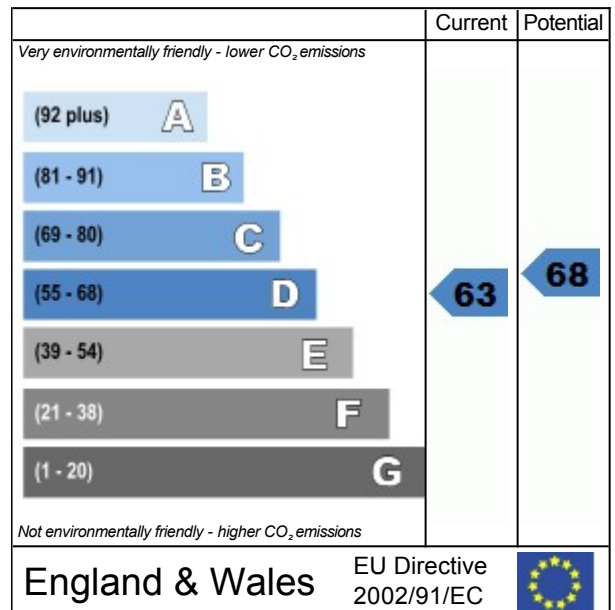 Current Potential
Very environmentally friendly - lower CO₂ emissions
(92 plus) A
(81 - 91) B
(69 - 80) C
(55 - 68) D
63
68
(39 - 54) E
(21 - 38) F
(1 - 20) G
Not environmentally friendly - higher CO₂ emissions
England & Wales
EU Directive
2002/91/EC